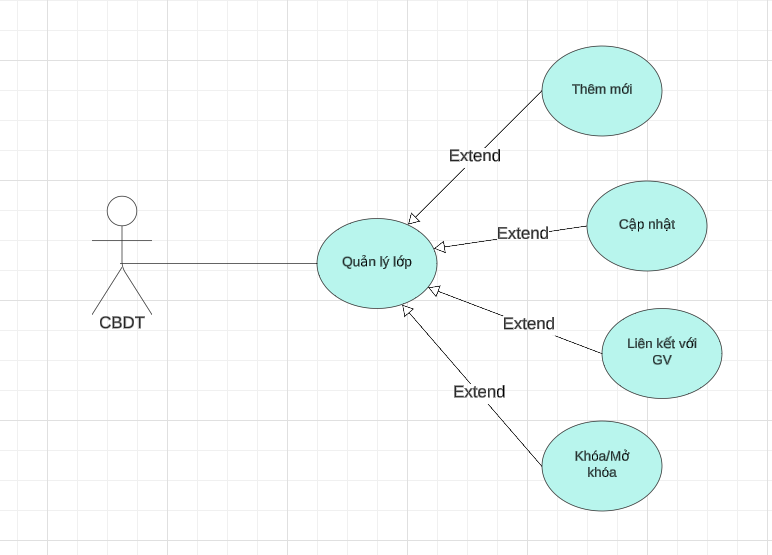 Thêm mới
Extend
Cập nhật
Extend
Quản lý lớp
CBDT
Extend
Liên kết với
GV
Extend
Khóa/Mở
khóa